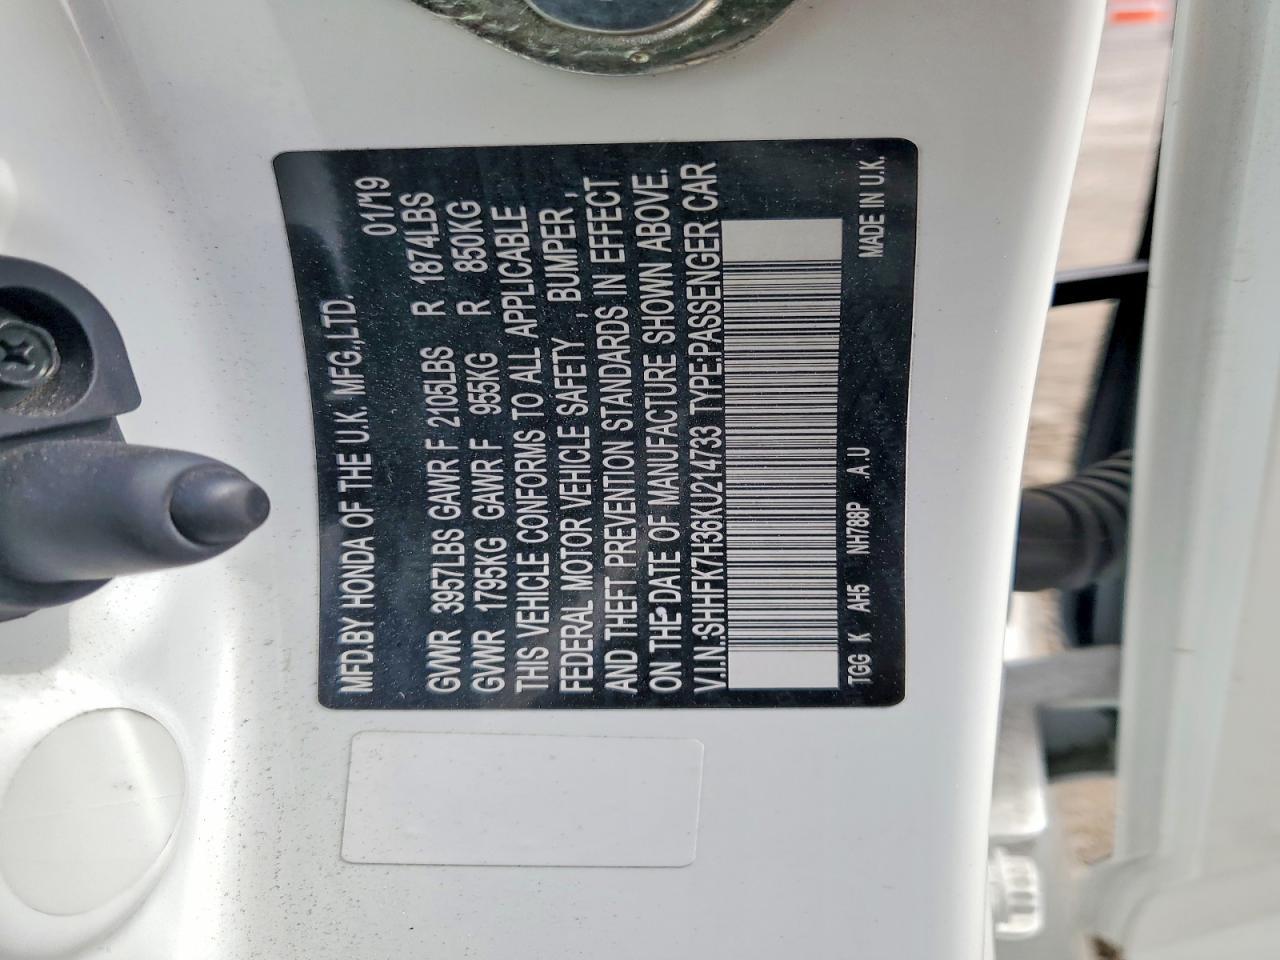 MFD.BY HONDA OF THE U.K. MFG.,LTD. 01/19
GVWR 3957LBS GAWR F 2105LBS R 1874LBS
GVWR 1795KG GAWR F 955KG R 850KG
THIS VEHICLE CONFORMS TO ALL APPLICABLE
FEDERAL MOTOR VEHICLE SAFETY , BUMPER ,
AND THEFT PREVENTION STANDARDS IN EFFECT
ON THE DATE OF MANUFACTURE SHOWN ABOVE.
V.I.N.:SHHFK7H36KU214733 TYPE:PASSENGER CAR
TGG K AH5 NH788P .A.U MADE IN U.K.